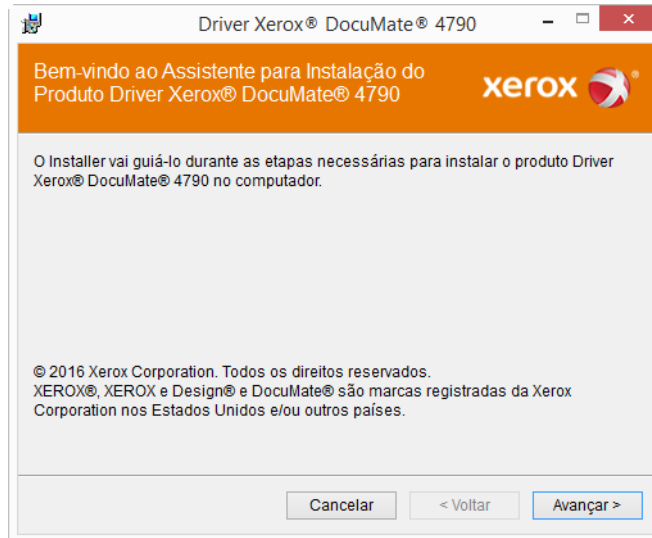 Driver Xerox® DocuMate® 4790
Bem-vindo ao Assistente para Instalação do
Produto Driver Xerox® DocuMate® 4790
xerox ®
O Installer vai guiá-lo durante as etapas necessárias para instalar o produto Driver
Xerox® DocuMate® 4790 no computador.
© 2016 Xerox Corporation. Todos os direitos reservados.
XEROX®, XEROX e Design® e DocuMate® são marcas registradas da Xerox
Corporation nos Estados Unidos e/ou outros países.
Cancelar < Voltar Avançar >